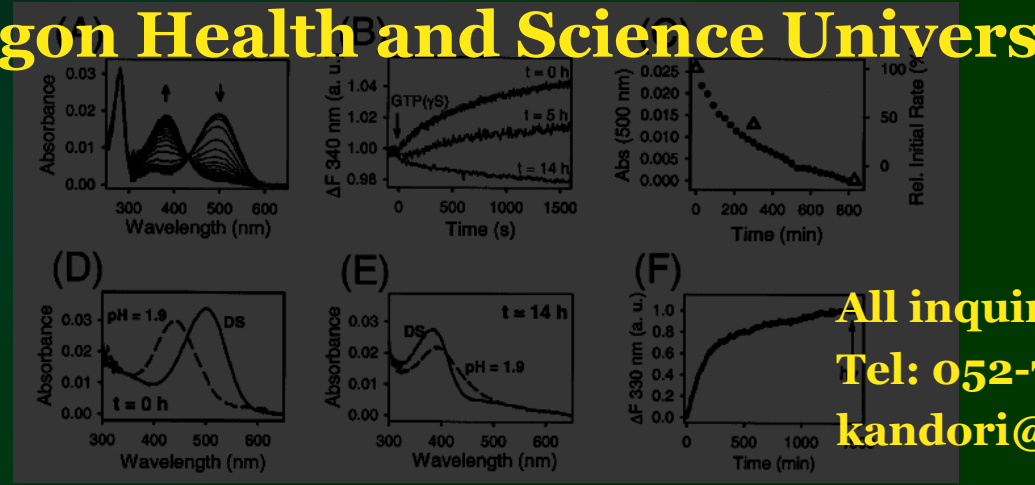 gon Health and Science Univers
(A)
(B)
(C)
Absorbance
0.03
0.02
0.01
0.00
300 400 500 600
Wavelength (nm)
ΔF 340 nm (a. u.)
1.04
1.02
1.00
0.98
GTP(γS)
t = 0 h
t = 5 h
t = 14 h
0 500 1000 1500
Time (s)
Abs (500 nm)
0.025
0.020
0.015
0.010
0.005
0.000
100
50
0
Rel. Initial Rate (%
0 200 400 600 800
Time (min)
(D)
(E)
(F)
Absorbance
0.03
0.02
0.01
0.00
pH = 1.9
DS
t = 0 h
300 400 500 600
Wavelength (nm)
Absorbance
0.03
0.02
0.01
0.00
t = 14 h
DS
pH = 1.9
300 400 500 600
Wavelength (nm)
ΔF 330 nm (a. u.)
1.0
0.8
0.6
0.4
0.2
0.0
0 500 1000
Time (min)
All inquir
Tel: 052-
kandori@